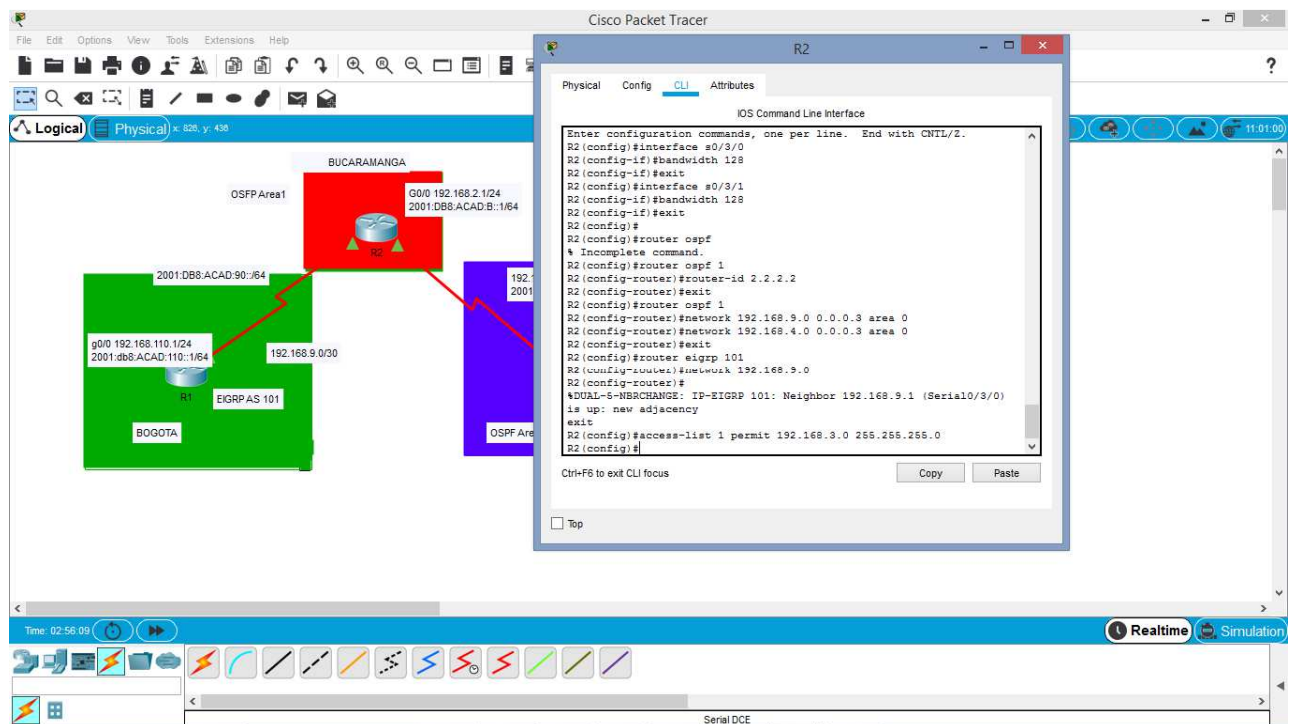 Cisco Packet Tracer
File Edit Options View Tools Extensions Help
?
Logical
Physical
x: 828, y: 436
11:01:00
BUCARAMANGA
OSFP Area1
G0/0 192.168.2.1/24
2001:DB8:ACAD:B::1/64
R2
2001:DB8:ACAD:90::/64
192.1
2001
g0/0 192.168.110.1/24
2001:db8:ACAD:110::1/64
192.168.9.0/30
R1
EIGRP AS 101
BOGOTA
OSPF Are
R2
Physical Config CLI Attributes
IOS Command Line Interface
Enter configuration commands, one per line. End with CNTL/Z.
R2(config)#interface s0/3/0
R2(config-if)#bandwidth 128
R2(config-if)#exit
R2(config)#interface s0/3/1
R2(config-if)#bandwidth 128
R2(config-if)#exit
R2(config)#
R2(config)#router ospf
% Incomplete command.
R2(config)#router ospf 1
R2(config-router)#router-id 2.2.2.2
R2(config-router)#exit
R2(config)#router ospf 1
R2(config-router)#network 192.168.9.0 0.0.0.3 area 0
R2(config-router)#network 192.168.4.0 0.0.0.3 area 0
R2(config-router)#exit
R2(config)#router eigrp 101
R2(config-router)#network 192.168.9.0
R2(config-router)#
%DUAL-5-NBRCHANGE: IP-EIGRP 101: Neighbor 192.168.9.1 (Serial0/3/0)
is up: new adjacency
exit
R2(config)#access-list 1 permit 192.168.3.0 255.255.255.0
R2(config)#
Ctrl+F6 to exit CLI focus
Copy
Paste
Top
Time: 02:56:09
Realtime
Simulation
Serial DCE